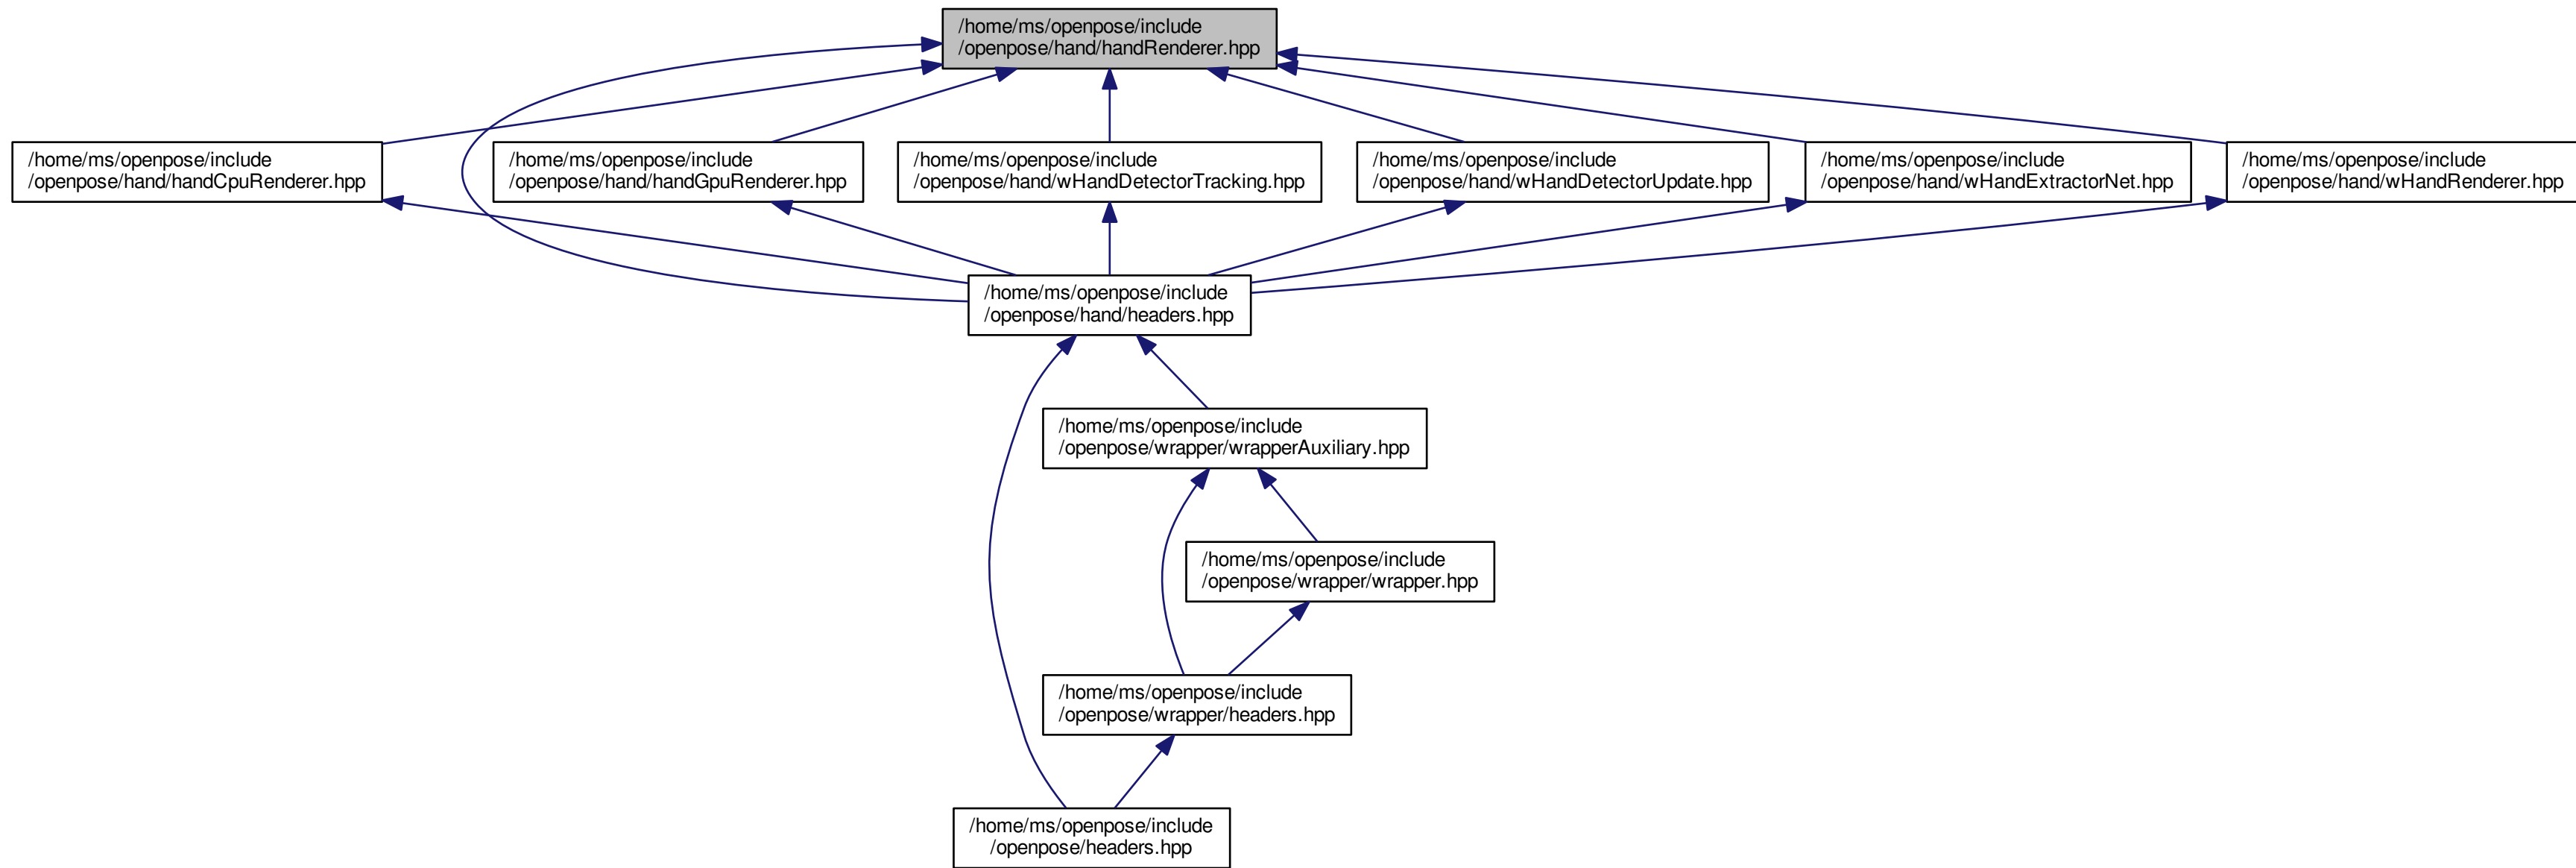 /home/ms/openpose/include
/openpose/hand/handRenderer.hpp
/home/ms/openpose/include
/openpose/hand/handCpuRenderer.hpp
/home/ms/openpose/include
/openpose/hand/handGpuRenderer.hpp
/home/ms/openpose/include
/openpose/hand/wHandDetectorTracking.hpp
/home/ms/openpose/include
/openpose/hand/wHandDetectorUpdate.hpp
/home/ms/openpose/include
/openpose/hand/wHandExtractorNet.hpp
/home/ms/openpose/include
/openpose/hand/wHandRenderer.hpp
/home/ms/openpose/include
/openpose/hand/headers.hpp
/home/ms/openpose/include
/openpose/wrapper/wrapperAuxiliary.hpp
/home/ms/openpose/include
/openpose/wrapper/wrapper.hpp
/home/ms/openpose/include
/openpose/wrapper/headers.hpp
/home/ms/openpose/include
/openpose/headers.hpp